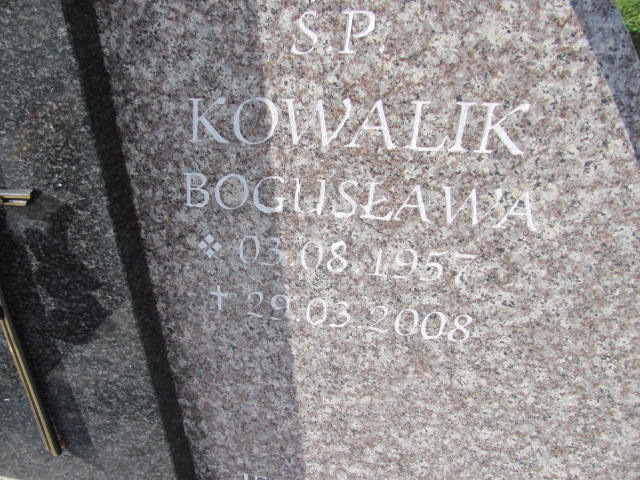 S.P.
KOWALIK
BOGUSŁAWA
03.08.1957
29.03.2008